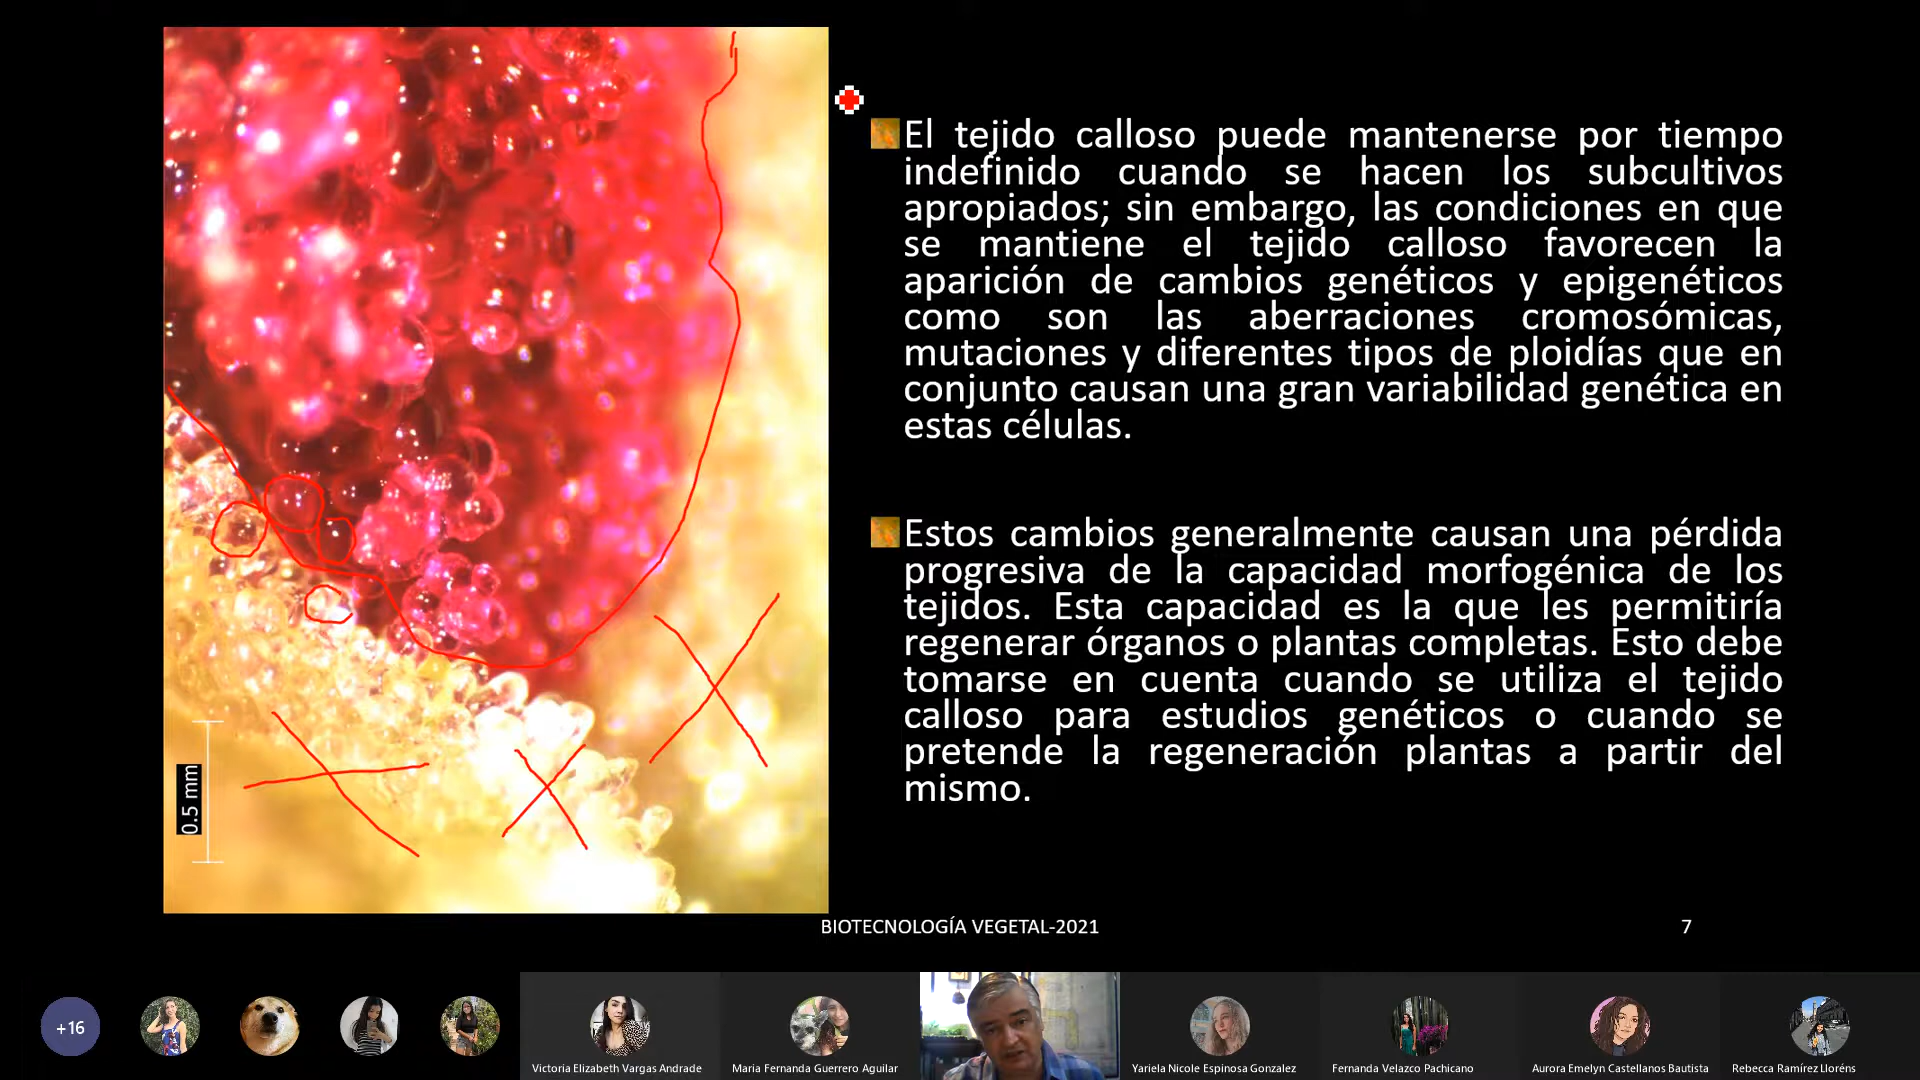 El tejido calloso puede mantenerse por tiempo
indefinido cuando se hacen los subcultivos
apropiados; sin embargo, las condiciones en que
se mantiene el tejido calloso favorecen la
aparición de cambios genéticos y epigenéticos
como son las aberraciones cromosómicas,
mutaciones y diferentes tipos de ploidías que en
conjunto causan una gran variabilidad genética en
estas células.
Estos cambios generalmente causan una pérdida
progresiva de la capacidad morfogénica de los
tejidos. Esta capacidad es la que les permitiría
regenerar órganos o plantas completas. Esto debe
tomarse en cuenta cuando se utiliza el tejido
calloso para estudios genéticos o cuando se
pretende la regeneración plantas a partir del
mismo.
0.5 mm
BIOTECNOLOGÍA VEGETAL-2021
7
+16
Victoria Elizabeth Vargas Andrade
Maria Fernanda Guerrero Aguilar
Yariela Nicole Espinosa Gonzalez
Fernanda Velazco Pachicano
Aurora Emelyn Castellanos Bautista
Rebecca Ramírez Lloréns